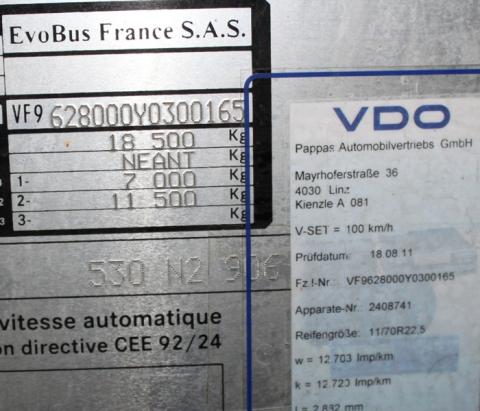 EvoBus France S.A.S.
VF9 628000Y0300165
18 500 Kg
NEANT Kg
1- 7 000 Kg
2- 11 500 Kg
3- Kg
530 N2 906
vitesse automatique
on directive CEE 92/24
VDO
Pappas Automobilvertriebs GmbH
Mayrhoferstraße 36
4030 Linz
Kienzle A 081
V-SET = 100 km/h
Prüfdatum: 18.08.11
Fz.I-Nr.: VF9628000Y0300165
Apparate-Nr.: 2408741
Reifengröße: 11/70R22.5
w = 12.703 Imp/km
k = 12.723 Imp/km
l = 2.832 mm